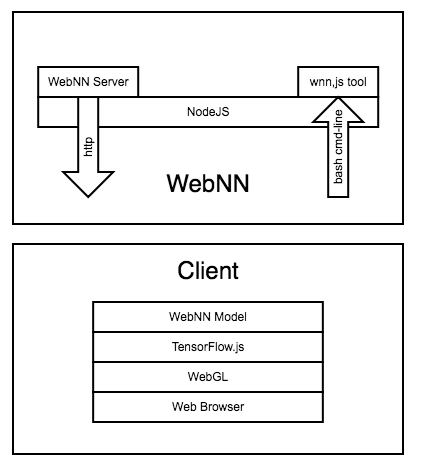 WebNN Server
wnn,js tool
NodeJS
http
bash cmd-line
WebNN
Client
WebNN Model
TensorFlow.js
WebGL
Web Browser